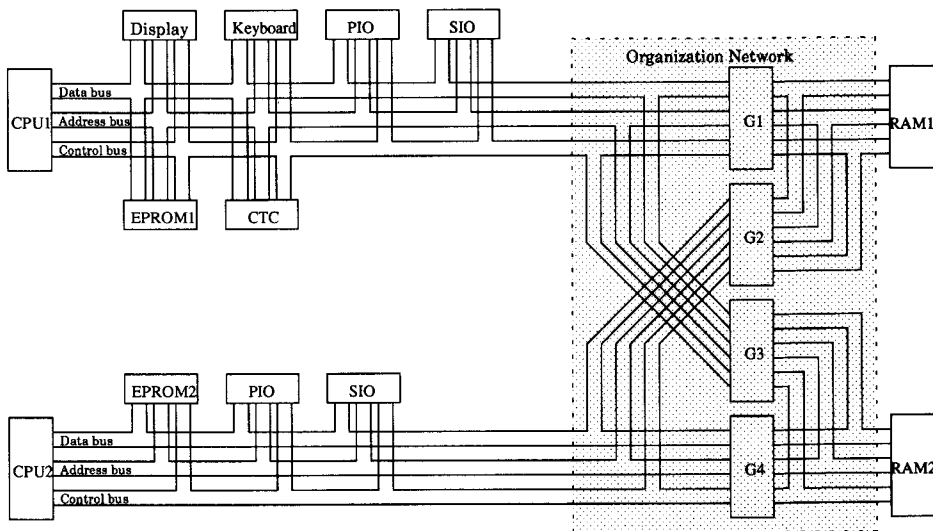 Display
Keyboard
PIO
SIO
Organization Network
CPU1
Data bus
Address bus
Control bus
G1
RAM1
EPROM1
CTC
G2
G3
EPROM2
PIO
SIO
CPU2
Data bus
Address bus
Control bus
G4
RAM2